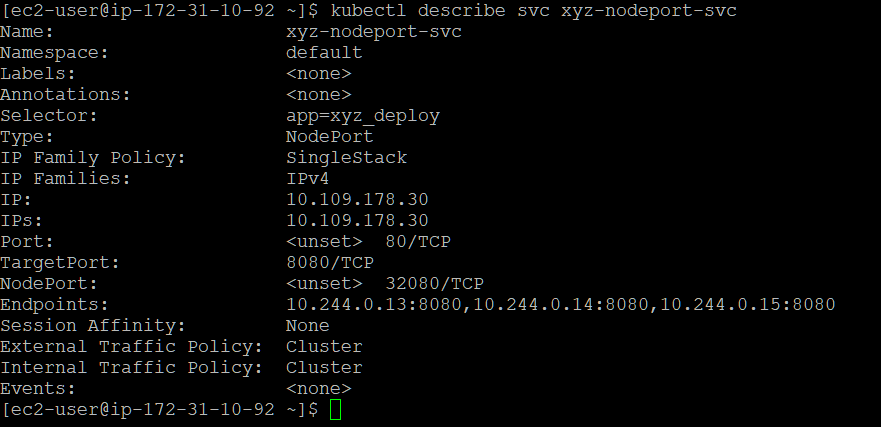 [ec2-user@ip-172-31-10-92 ~]$ kubectl describe svc xyz-nodeport-svc
Name:                     xyz-nodeport-svc
Namespace:                default
Labels:                   <none>
Annotations:              <none>
Selector:                 app=xyz_deploy
Type:                     NodePort
IP Family Policy:         SingleStack
IP Families:              IPv4
IP:                       10.109.178.30
IPs:                      10.109.178.30
Port:                     <unset>  80/TCP
TargetPort:               8080/TCP
NodePort:                 <unset>  32080/TCP
Endpoints:                10.244.0.13:8080,10.244.0.14:8080,10.244.0.15:8080
Session Affinity:         None
External Traffic Policy:  Cluster
Internal Traffic Policy:  Cluster
Events:                   <none>
[ec2-user@ip-172-31-10-92 ~]$